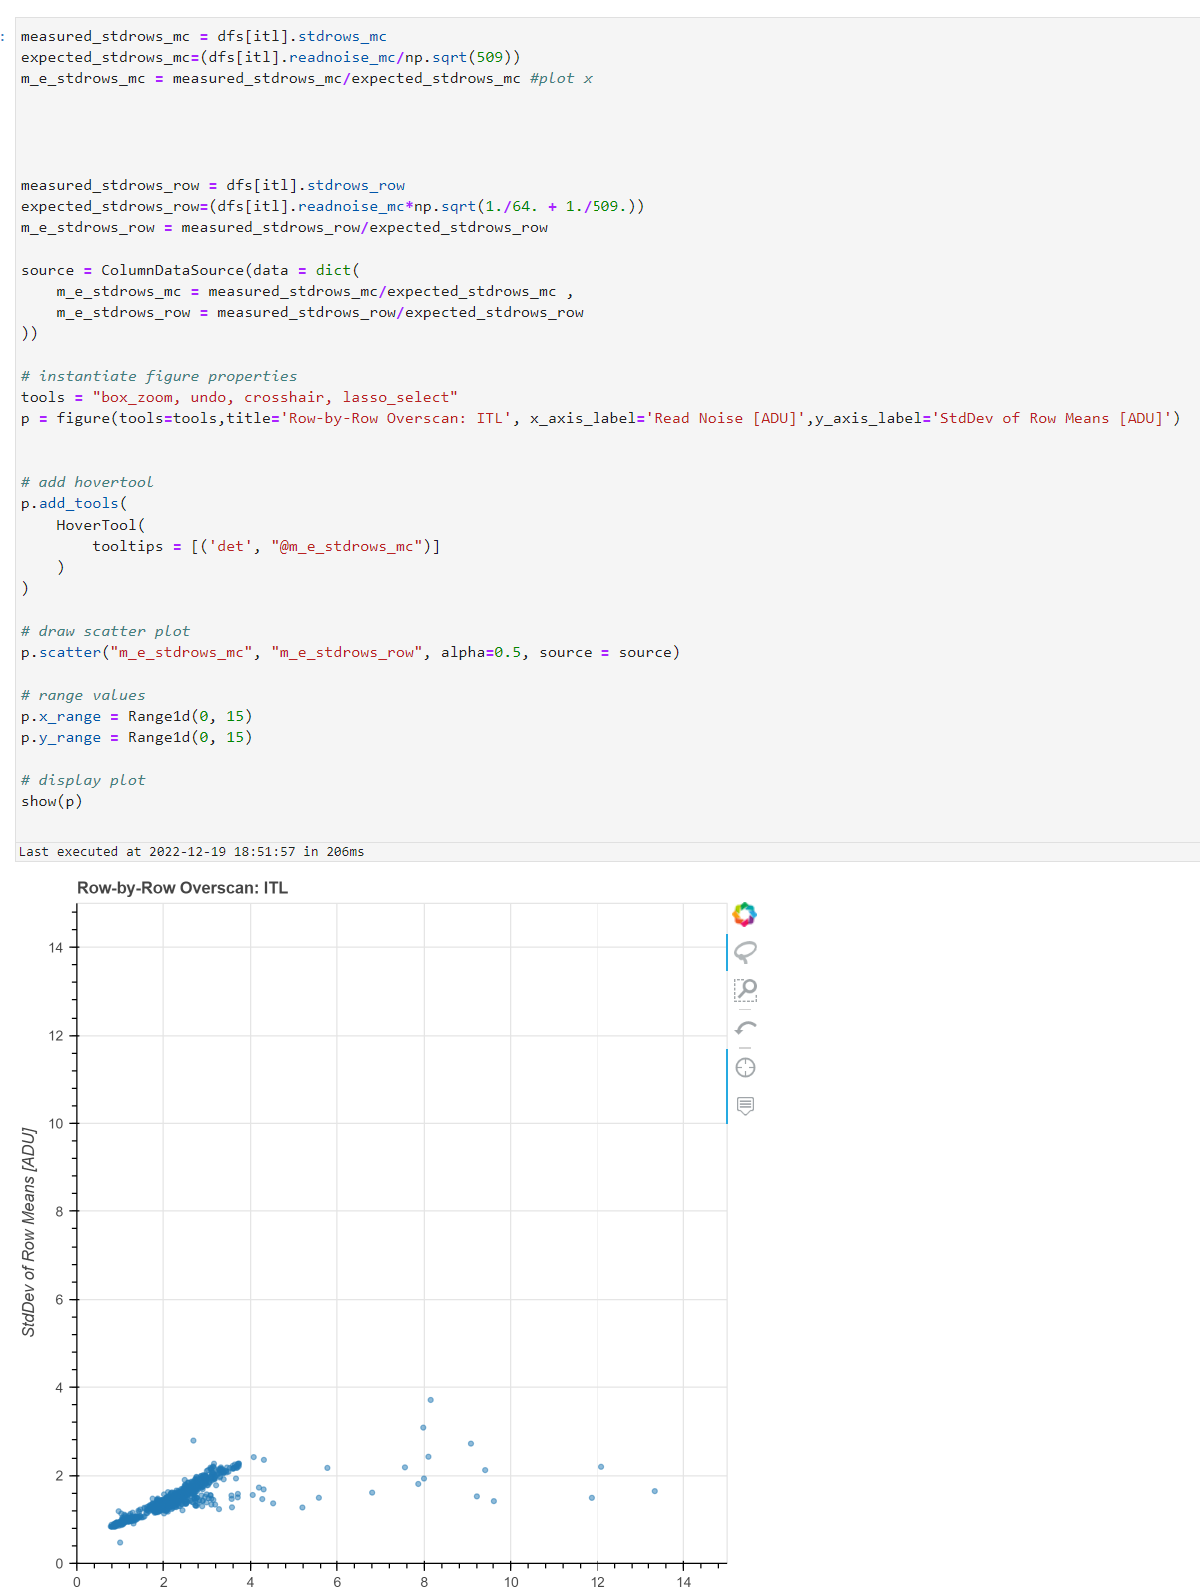 :
measured_stdrows_mc = dfs[itl].stdrows_mc
expected_stdrows_mc=(dfs[itl].readnoise_mc/np.sqrt(509))
m_e_stdrows_mc = measured_stdrows_mc/expected_stdrows_mc #plot x
measured_stdrows_row = dfs[itl].stdrows_row
expected_stdrows_row=(dfs[itl].readnoise_mc*np.sqrt(1./64. + 1./509.))
m_e_stdrows_row = measured_stdrows_row/expected_stdrows_row
source = ColumnDataSource(data = dict(
    m_e_stdrows_mc = measured_stdrows_mc/expected_stdrows_mc ,
    m_e_stdrows_row = measured_stdrows_row/expected_stdrows_row
))
# instantiate figure properties
tools = "box_zoom, undo, crosshair, lasso_select"
p = figure(tools=tools,title='Row-by-Row Overscan: ITL', x_axis_label='Read Noise [ADU]',y_axis_label='StdDev of Row Means [ADU]')
# add hovertool
p.add_tools(
    HoverTool(
        tooltips = [('det', "@m_e_stdrows_mc")]
    )
)
# draw scatter plot
p.scatter("m_e_stdrows_mc", "m_e_stdrows_row", alpha=0.5, source = source)
# range values
p.x_range = Range1d(0, 15)
p.y_range = Range1d(0, 15)
# display plot
show(p)
Last executed at 2022-12-19 18:51:57 in 206ms
Row-by-Row Overscan: ITL
StdDev of Row Means [ADU]
14
12
10
8
6
4
2
0
0 2 4 6 8 10 12 14